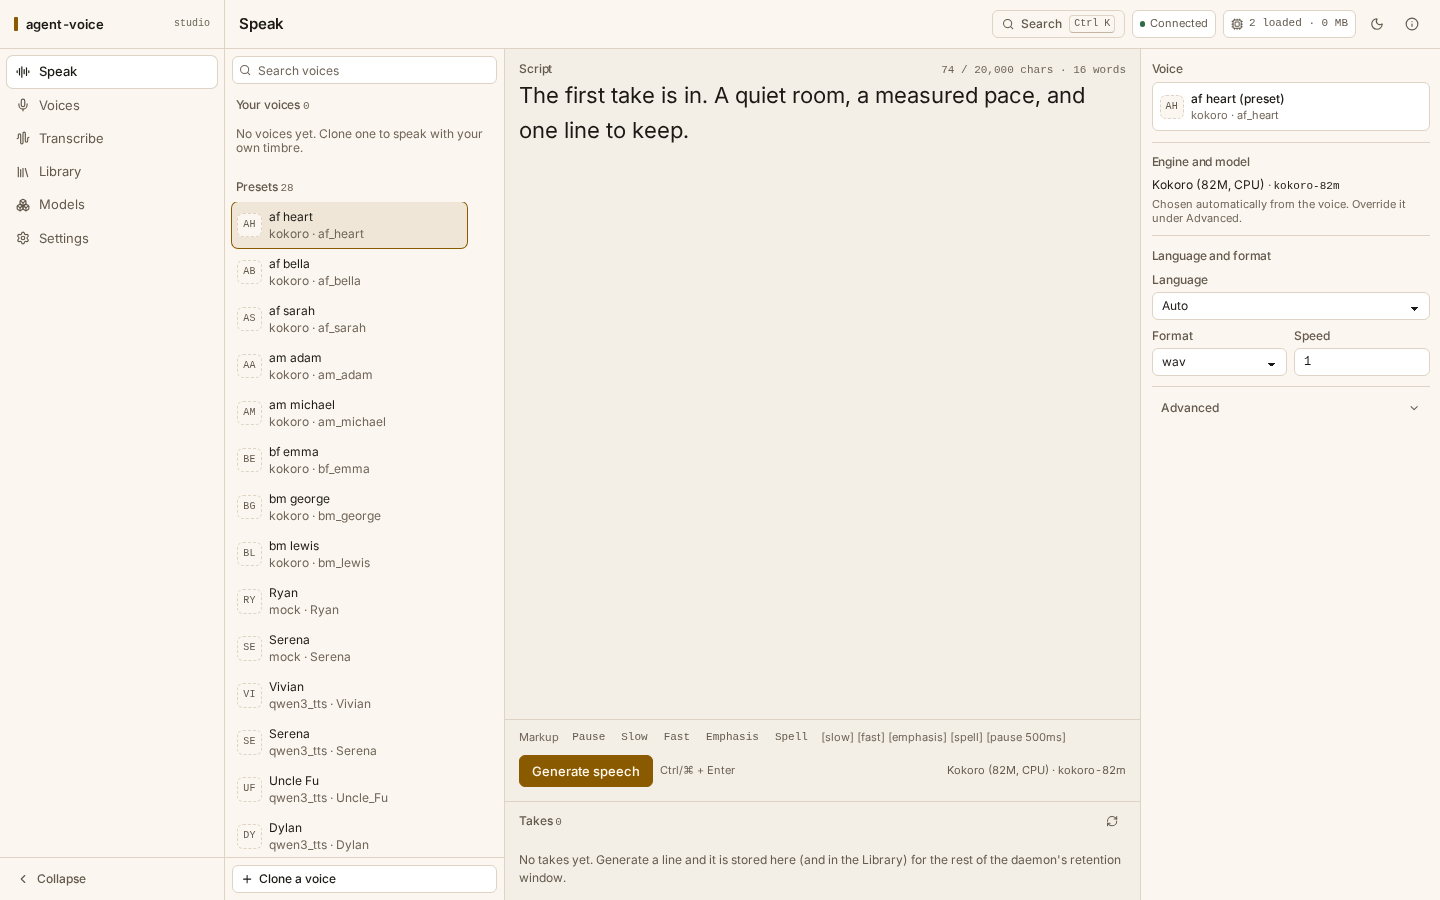 agent-voice
studio
Speak
Search Ctrl K
Connected
2 loaded · 0 MB
Speak
Voices
Transcribe
Library
Models
Settings
Collapse
Search voices
Your voices 0
No voices yet. Clone one to speak with your
own timbre.
Presets 28
AH
af heart
kokoro · af_heart
AB
af bella
kokoro · af_bella
AS
af sarah
kokoro · af_sarah
AA
am adam
kokoro · am_adam
AM
am michael
kokoro · am_michael
BE
bf emma
kokoro · bf_emma
BG
bm george
kokoro · bm_george
BL
bm lewis
kokoro · bm_lewis
RY
Ryan
mock · Ryan
SE
Serena
mock · Serena
VI
Vivian
qwen3_tts · Vivian
SE
Serena
qwen3_tts · Serena
UF
Uncle Fu
qwen3_tts · Uncle_Fu
DY
Dylan
qwen3_tts · Dylan
+ Clone a voice
Script
74 / 20,000 chars · 16 words
The first take is in. A quiet room, a measured pace, and
one line to keep.
Markup Pause Slow Fast Emphasis Spell [slow] [fast] [emphasis] [spell] [pause 500ms]
Generate speech Ctrl/⌘ + Enter
Kokoro (82M, CPU) · kokoro-82m
Takes 0
No takes yet. Generate a line and it is stored here (and in the Library) for the rest of the daemon's retention
window.
Voice
AH
af heart (preset)
kokoro · af_heart
Engine and model
Kokoro (82M, CPU) · kokoro-82m
Chosen automatically from the voice. Override it
under Advanced.
Language and format
Language
Auto
Format Speed
wav 1
Advanced